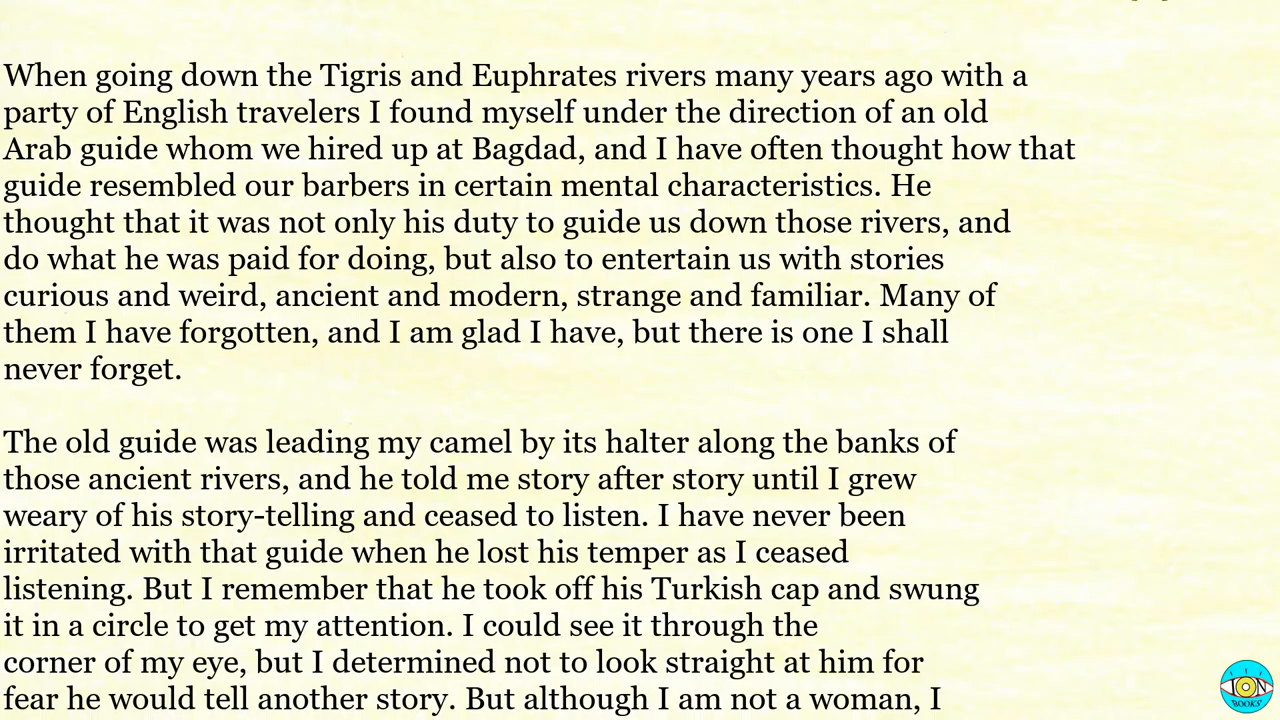 When going down the Tigris and Euphrates rivers many years ago with a
party of English travelers I found myself under the direction of an old
Arab guide whom we hired up at Bagdad, and I have often thought how that
guide resembled our barbers in certain mental characteristics. He
thought that it was not only his duty to guide us down those rivers, and
do what he was paid for doing, but also to entertain us with stories
curious and weird, ancient and modern, strange and familiar. Many of
them I have forgotten, and I am glad I have, but there is one I shall
never forget.
The old guide was leading my camel by its halter along the banks of
those ancient rivers, and he told me story after story until I grew
weary of his story-telling and ceased to listen. I have never been
irritated with that guide when he lost his temper as I ceased
listening. But I remember that he took off his Turkish cap and swung
it in a circle to get my attention. I could see it through the
corner of my eye, but I determined not to look straight at him for
fear he would tell another story. But although I am not a woman, I
ION
BOOKS